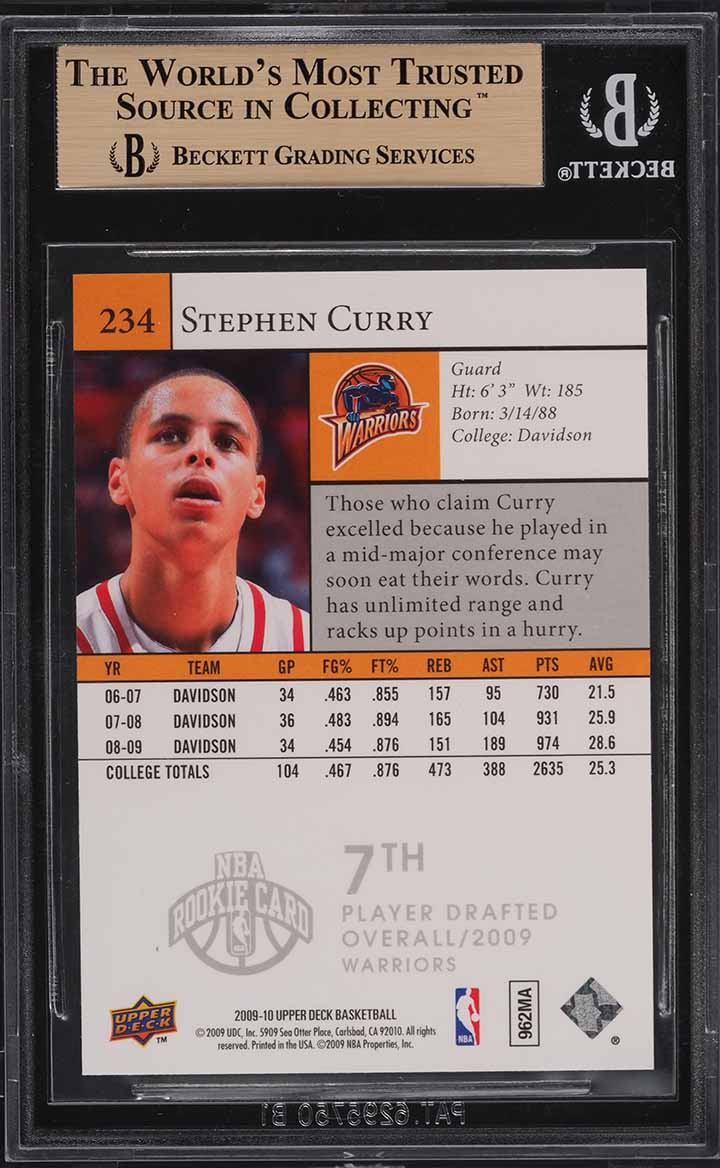 THE WORLD'S MOST TRUSTED
SOURCE IN COLLECTING™
B BECKETT GRADING SERVICES
B
BECKETT®
234 STEPHEN CURRY
WARRIORS
Guard
Ht: 6' 3" Wt: 185
Born: 3/14/88
College: Davidson
Those who claim Curry
excelled because he played in
a mid-major conference may
soon eat their words. Curry
has unlimited range and
racks up points in a hurry.
YR TEAM GP FG% FT% REB AST PTS AVG
06-07 DAVIDSON 34 .463 .855 157 95 730 21.5
07-08 DAVIDSON 36 .483 .894 165 104 931 25.9
08-09 DAVIDSON 34 .454 .876 151 189 974 28.6
COLLEGE TOTALS 104 .467 .876 473 388 2635 25.3
NBA
ROOKIE CARD
NBA
7TH
PLAYER DRAFTED
OVERALL/2009
WARRIORS
UPPER
DECK
™
2009-10 UPPER DECK BASKETBALL
©2009 UDC, Inc. 5909 Sea Otter Place, Carlsbad, CA 92010. All rights
reserved. Printed in the USA. ©2009 NBA Properties, Inc.
NBA
962MA
®
PAT. 6295750 B1